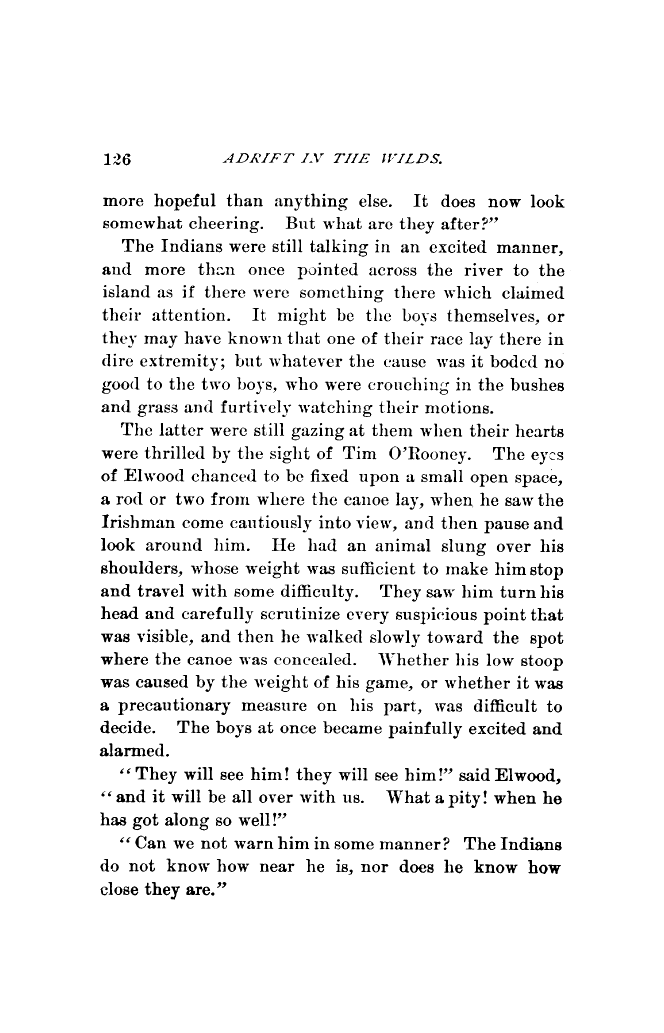 126 ADRIFT IN THE WILDS.
more hopeful than anything else. It does now look
somewhat cheering. But what are they after?”
The Indians were still talking in an excited manner,
and more than once pointed across the river to the
island as if there were something there which claimed
their attention. It might be the boys themselves, or
they may have known that one of their race lay there in
dire extremity; but whatever the cause was it boded no
good to the two boys, who were crouching in the bushes
and grass and furtively watching their motions.
The latter were still gazing at them when their hearts
were thrilled by the sight of Tim O’Rooney. The eyes
of Elwood chanced to be fixed upon a small open space,
a rod or two from where the canoe lay, when he saw the
Irishman come cautiously into view, and then pause and
look around him. He had an animal slung over his
shoulders, whose weight was sufficient to make him stop
and travel with some difficulty. They saw him turn his
head and carefully scrutinize every suspicious point that
was visible, and then he walked slowly toward the spot
where the canoe was concealed. Whether his low stoop
was caused by the weight of his game, or whether it was
a precautionary measure on his part, was difficult to
decide. The boys at once became painfully excited and
alarmed.
“They will see him! they will see him!” said Elwood,
“and it will be all over with us. What a pity! when he
has got along so well!”
“Can we not warn him in some manner? The Indians
do not know how near he is, nor does he know how
close they are.”